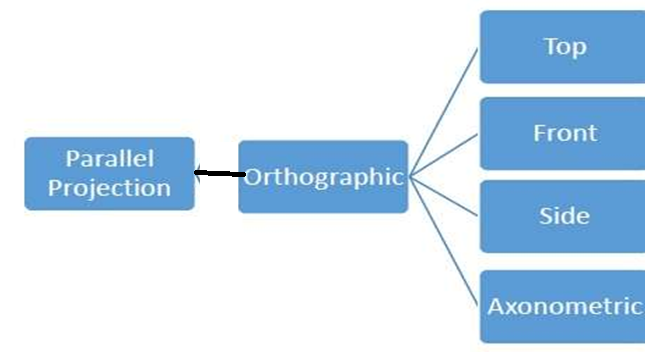 Parallel
Projection
Orthographic
Top
Front
Side
Axonometric